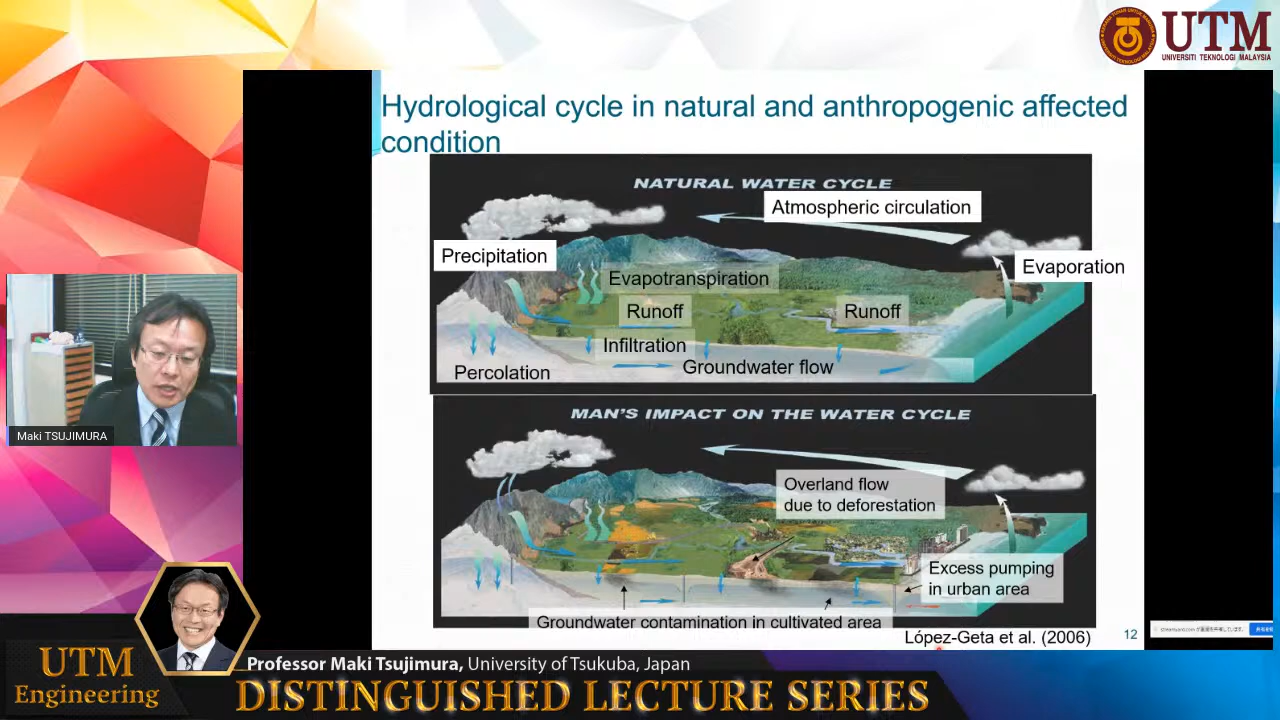 UTM
UNIVERSITI TEKNOLOGI MALAYSIA
Hydrological cycle in natural and anthropogenic affected
condition
NATURAL WATER CYCLE
Atmospheric circulation
Precipitation
Evaporation
Evapotranspiration
Runoff
Runoff
Infiltration
Groundwater flow
Percolation
MAN'S IMPACT ON THE WATER CYCLE
Overland flow
due to deforestation
Excess pumping
in urban area
Groundwater contamination in cultivated area
López-Geta et al. (2006)
12
Maki TSUJIMURA
UTM
Engineering
Professor Maki Tsujimura, University of Tsukuba, Japan
DISTINGUISHED LECTURE SERIES